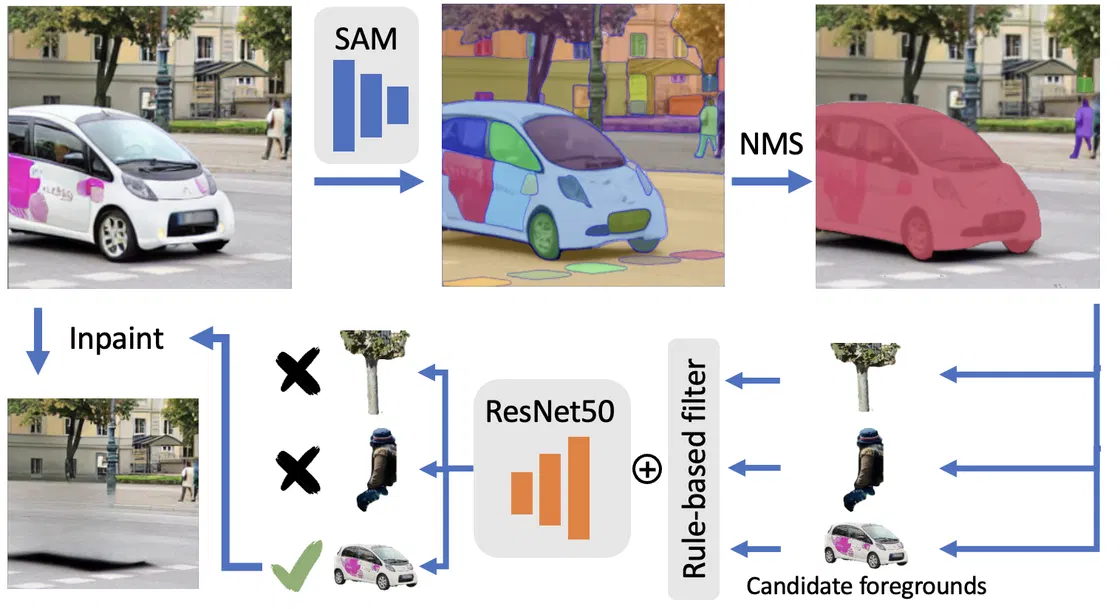 SAM
NMS
Inpaint
ResNet50
Rule-based filter
Candidate foregrounds